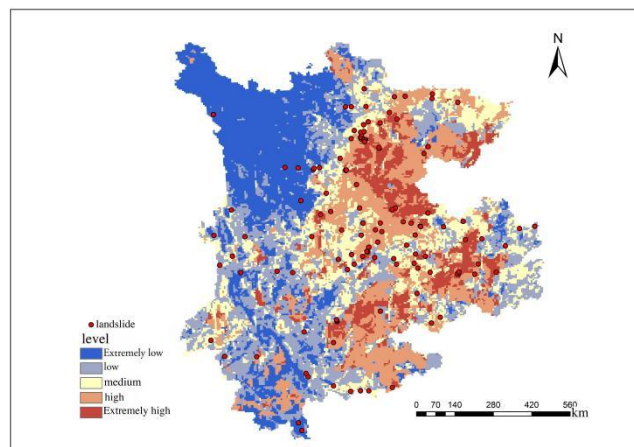 N
landslide
level
Extremely low
low
medium
high
Extremely high
0 70 140 280 420 560
km